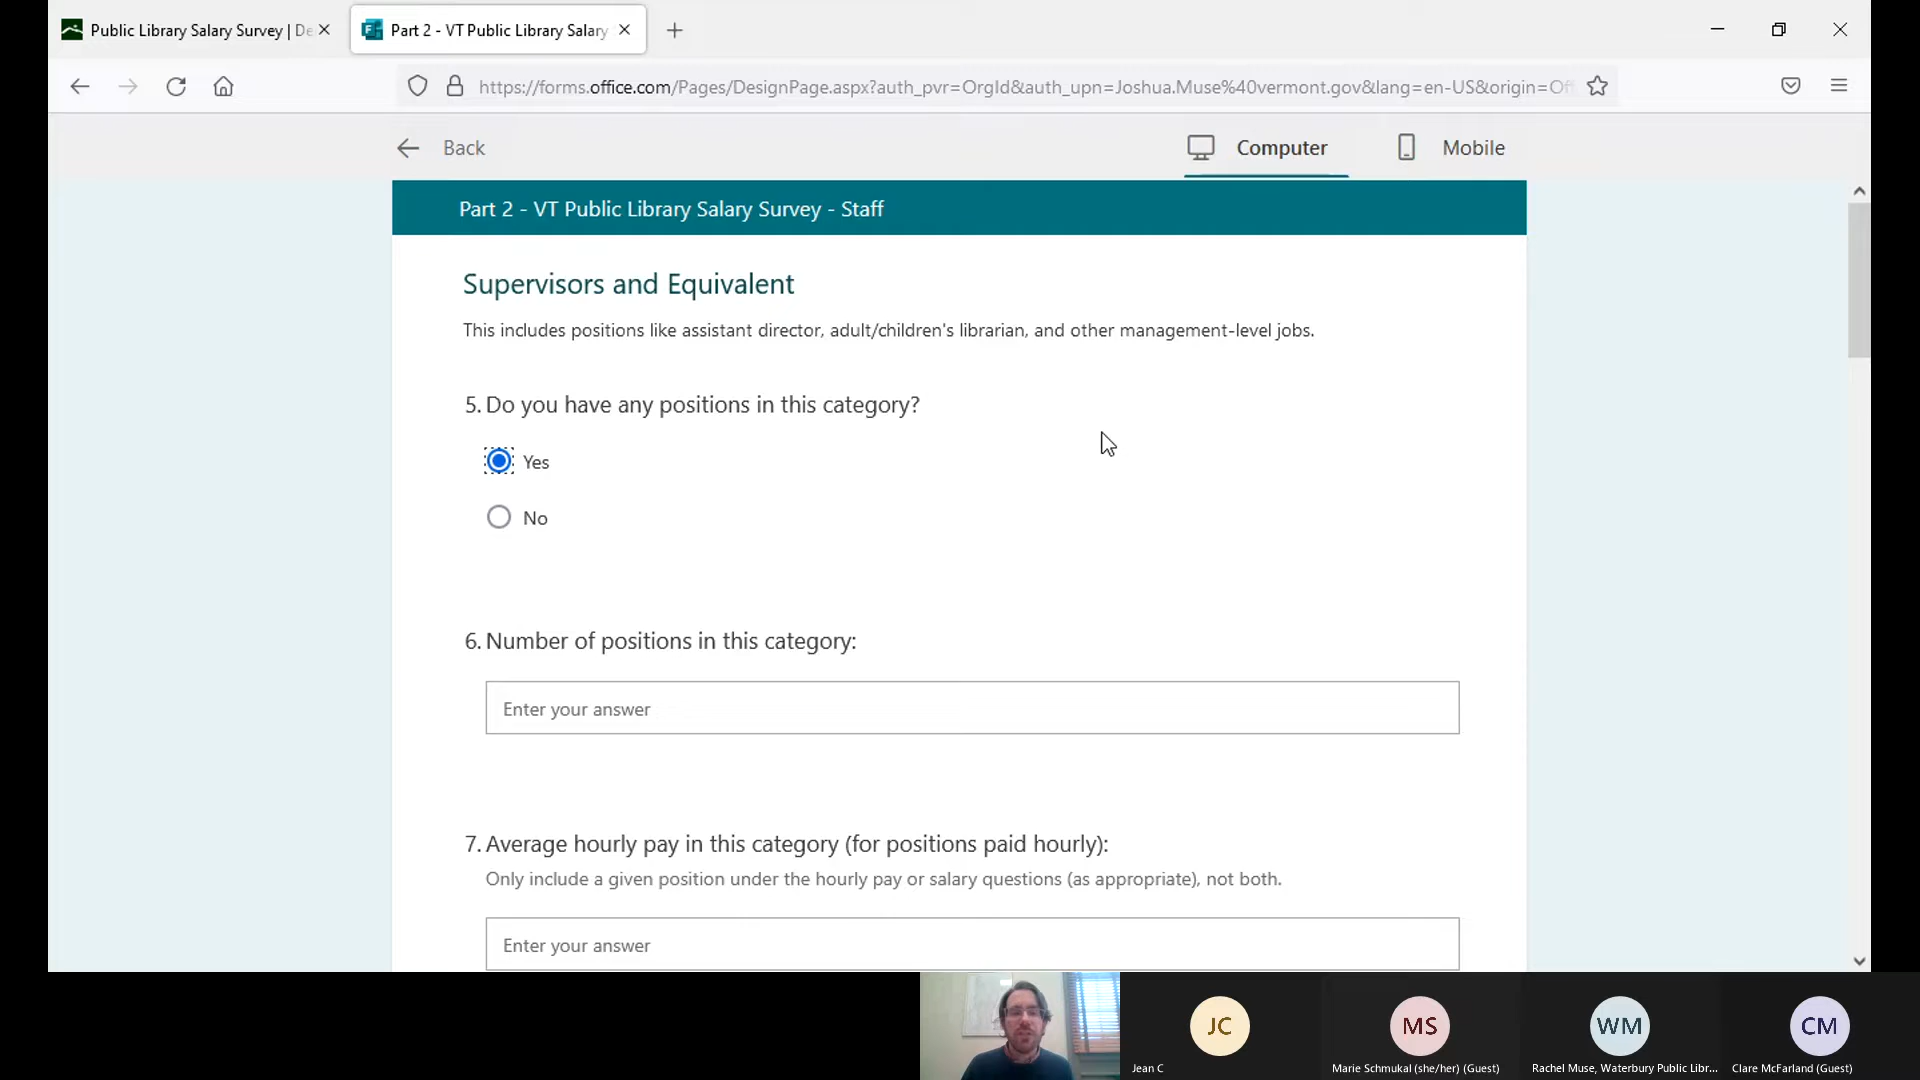 Public Library Salary Survey | De
Part 2 - VT Public Library Salary
https://forms.office.com/Pages/DesignPage.aspx?auth_pvr=OrgId&auth_upn=Joshua.Muse%40vermont.gov&lang=en-US&origin=Of
Back
Computer
Mobile
Part 2 - VT Public Library Salary Survey - Staff
Supervisors and Equivalent
This includes positions like assistant director, adult/children's librarian, and other management-level jobs.
5. Do you have any positions in this category?
Yes
No
6. Number of positions in this category:
Enter your answer
7. Average hourly pay in this category (for positions paid hourly):
Only include a given position under the hourly pay or salary questions (as appropriate), not both.
Enter your answer
JC
MS
WM
CM
Jean C
Marie Schmukal (she/her) (Guest)
Rachel Muse, Waterbury Public Libr...
Clare McFarland (Guest)